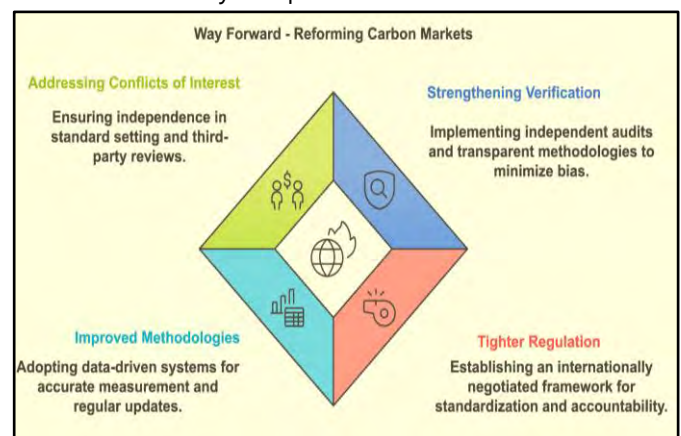 Way Forward - Reforming Carbon Markets
Addressing Conflicts of Interest
Ensuring independence in
standard setting and third-
party reviews.
Strengthening Verification
Implementing independent audits
and transparent methodologies to
minimize bias.
Improved Methodologies
Adopting data-driven systems for
accurate measurement and
regular updates.
Tighter Regulation
Establishing an internationally
negotiated framework for
standardization and accountability.